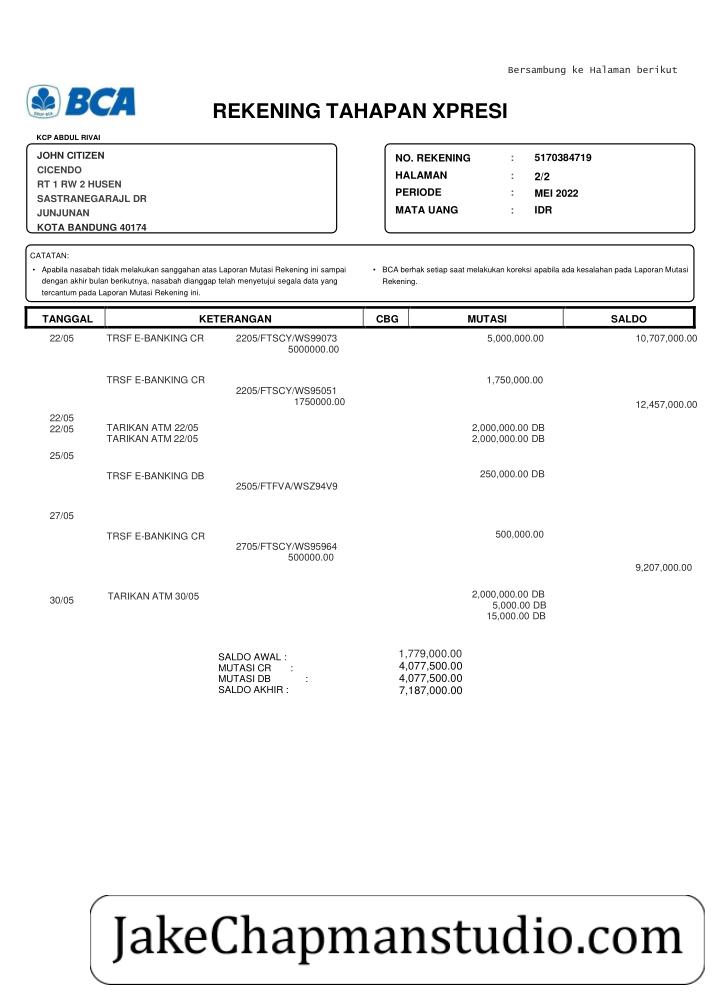 Bersambung ke Halaman berikut
BCA
REKENING TAHAPAN XPRESI
KCP ABDUL RIVAI
JOHN CITIZEN
CICENDO
RT 1 RW 2 HUSEN
SASTRANEGARAJL DR
JUNJUNAN
KOTA BANDUNG 40174
NO. REKENING : 5170384719
HALAMAN : 2/2
PERIODE : MEI 2022
MATA UANG : IDR
CATATAN:
• Apabila nasabah tidak melakukan sanggahan atas Laporan Mutasi Rekening ini sampai
dengan akhir bulan berikutnya, nasabah dianggap telah menyetujui segala data yang
tercantum pada Laporan Mutasi Rekening ini.
• BCA berhak setiap saat melakukan koreksi apabila ada kesalahan pada Laporan Mutasi
Rekening.
TANGGAL KETERANGAN CBG MUTASI SALDO
22/05 TRSF E-BANKING CR 2205/FTSCY/WS99073 5,000,000.00 10,707,000.00
5000000.00
TRSF E-BANKING CR 1,750,000.00
2205/FTSCY/WS95051
1750000.00
12,457,000.00
22/05
22/05 TARIKAN ATM 22/05 2,000,000.00 DB
TARIKAN ATM 22/05 2,000,000.00 DB
25/05
TRSF E-BANKING DB 250,000.00 DB
2505/FTFVA/WSZ94V9
27/05
TRSF E-BANKING CR 500,000.00
2705/FTSCY/WS95964
500000.00
9,207,000.00
30/05 TARIKAN ATM 30/05 2,000,000.00 DB
5,000.00 DB
15,000.00 DB
SALDO AWAL : 1,779,000.00
MUTASI CR : 4,077,500.00
MUTASI DB : 4,077,500.00
SALDO AKHIR : 7,187,000.00
JakeChapmanstudio.com